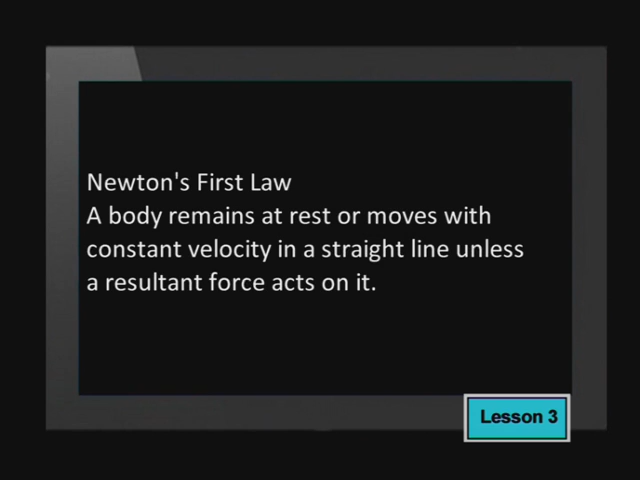 Newton's First Law
A body remains at rest or moves with
constant velocity in a straight line unless
a resultant force acts on it.
Lesson 3